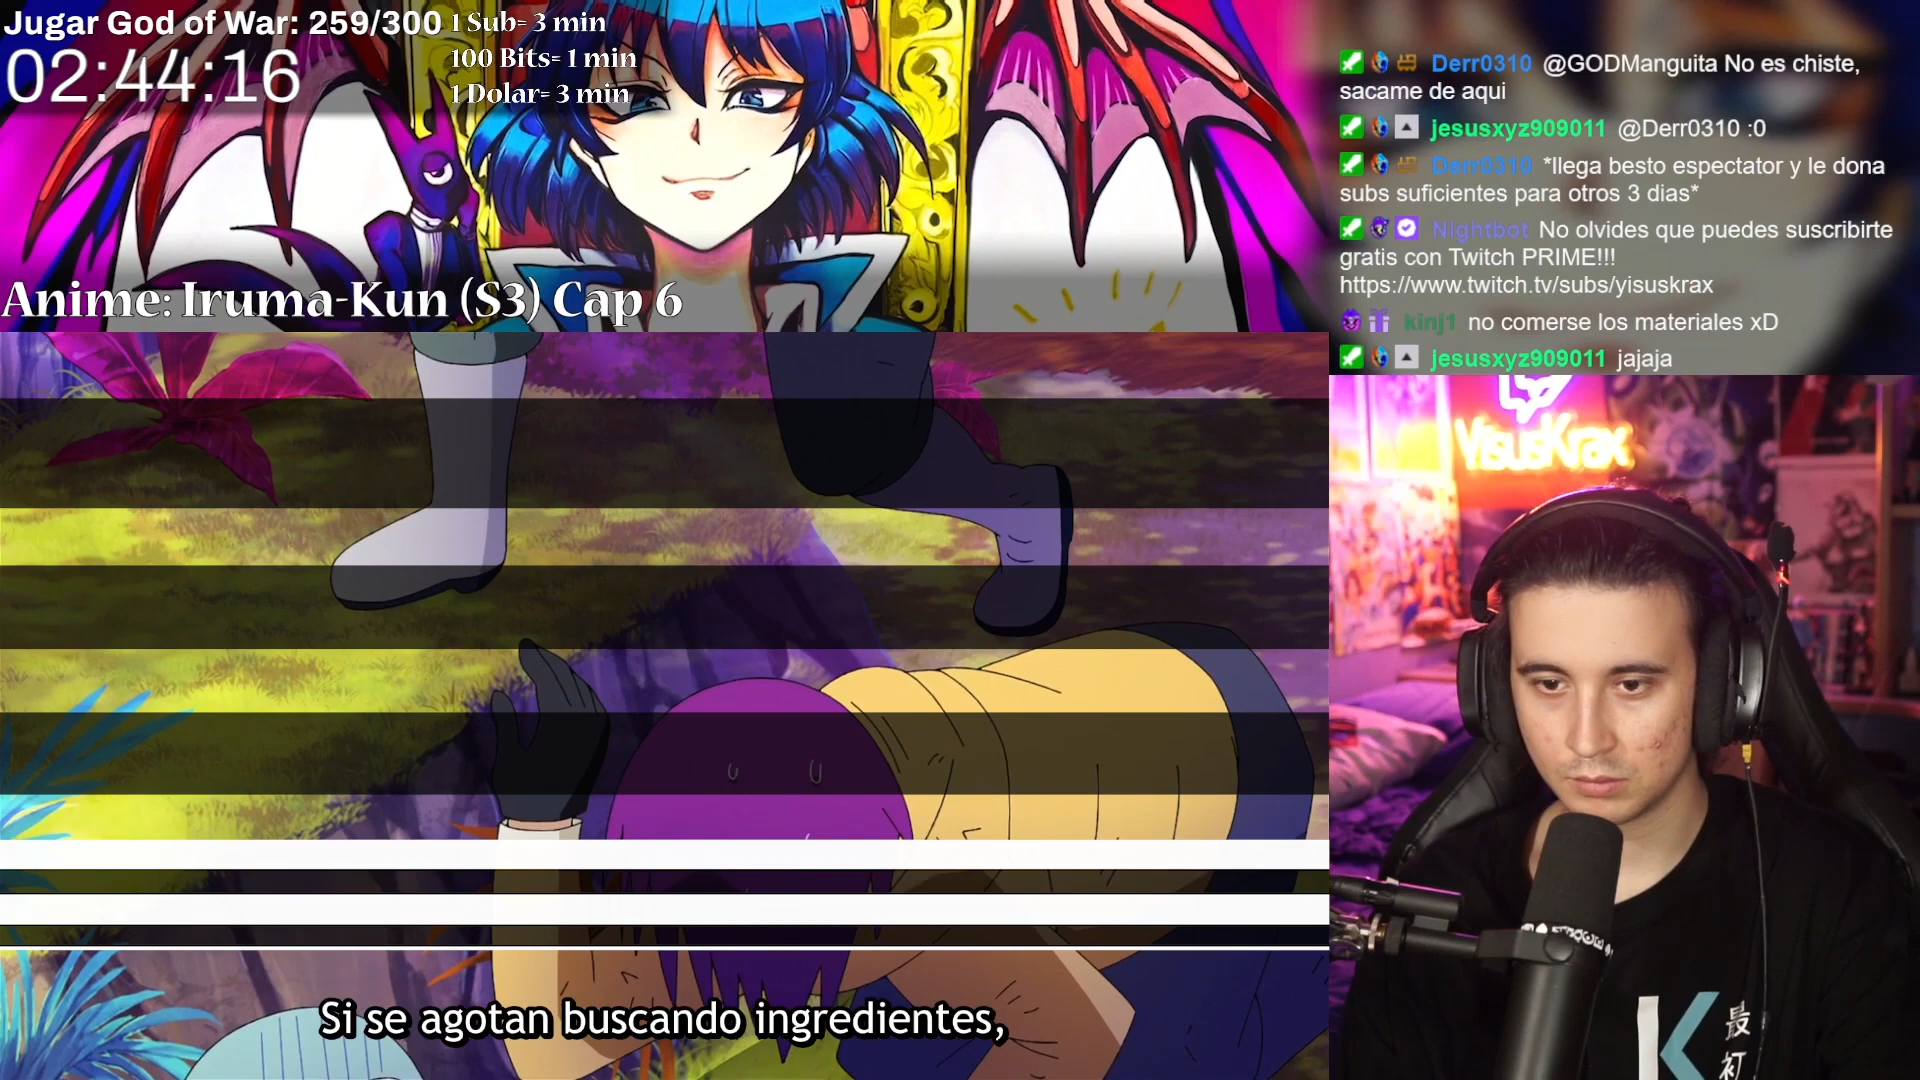 Jugar God of War: 259/300
02:44:16
1 Sub= 3 min
100 Bits= 1 min
1 Dolar= 3 min
Anime: Iruma-Kun (S3) Cap 6
Derr0310 @GODManguita No es chiste,
sacame de aqui
jesusxyz909011 @Derr0310 :0
Derr0310 *llega besto espectator y le dona
subs suficientes para otros 3 dias*
Nightbot No olvides que puedes suscribirte
gratis con Twitch PRIME!!!
https://www.twitch.tv/subs/yisuskrax
kinj1 no comerse los materiales xD
jesusxyz909011 jajaja
YisusKrax
K
最
Si se agotan buscando ingredientes,